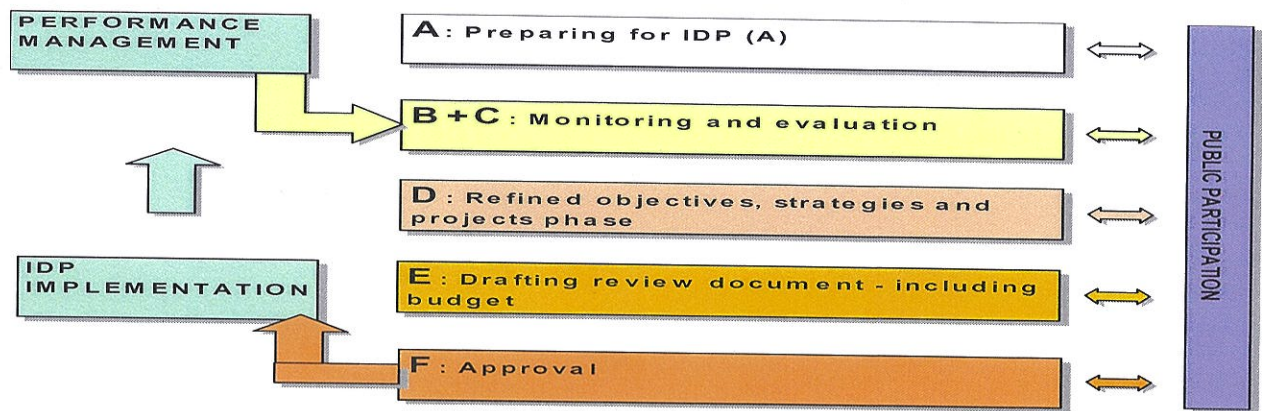 PERFORMANCE
MANAGEMENT
A : Preparing for IDP (A)
B + C : Monitoring and evaluation
D : Refined objectives, strategies and
projects phase
IDP
IMPLEMENTATION
E : Drafting review document - including
budget
F : Approval
PUBLIC PARTICIPATION